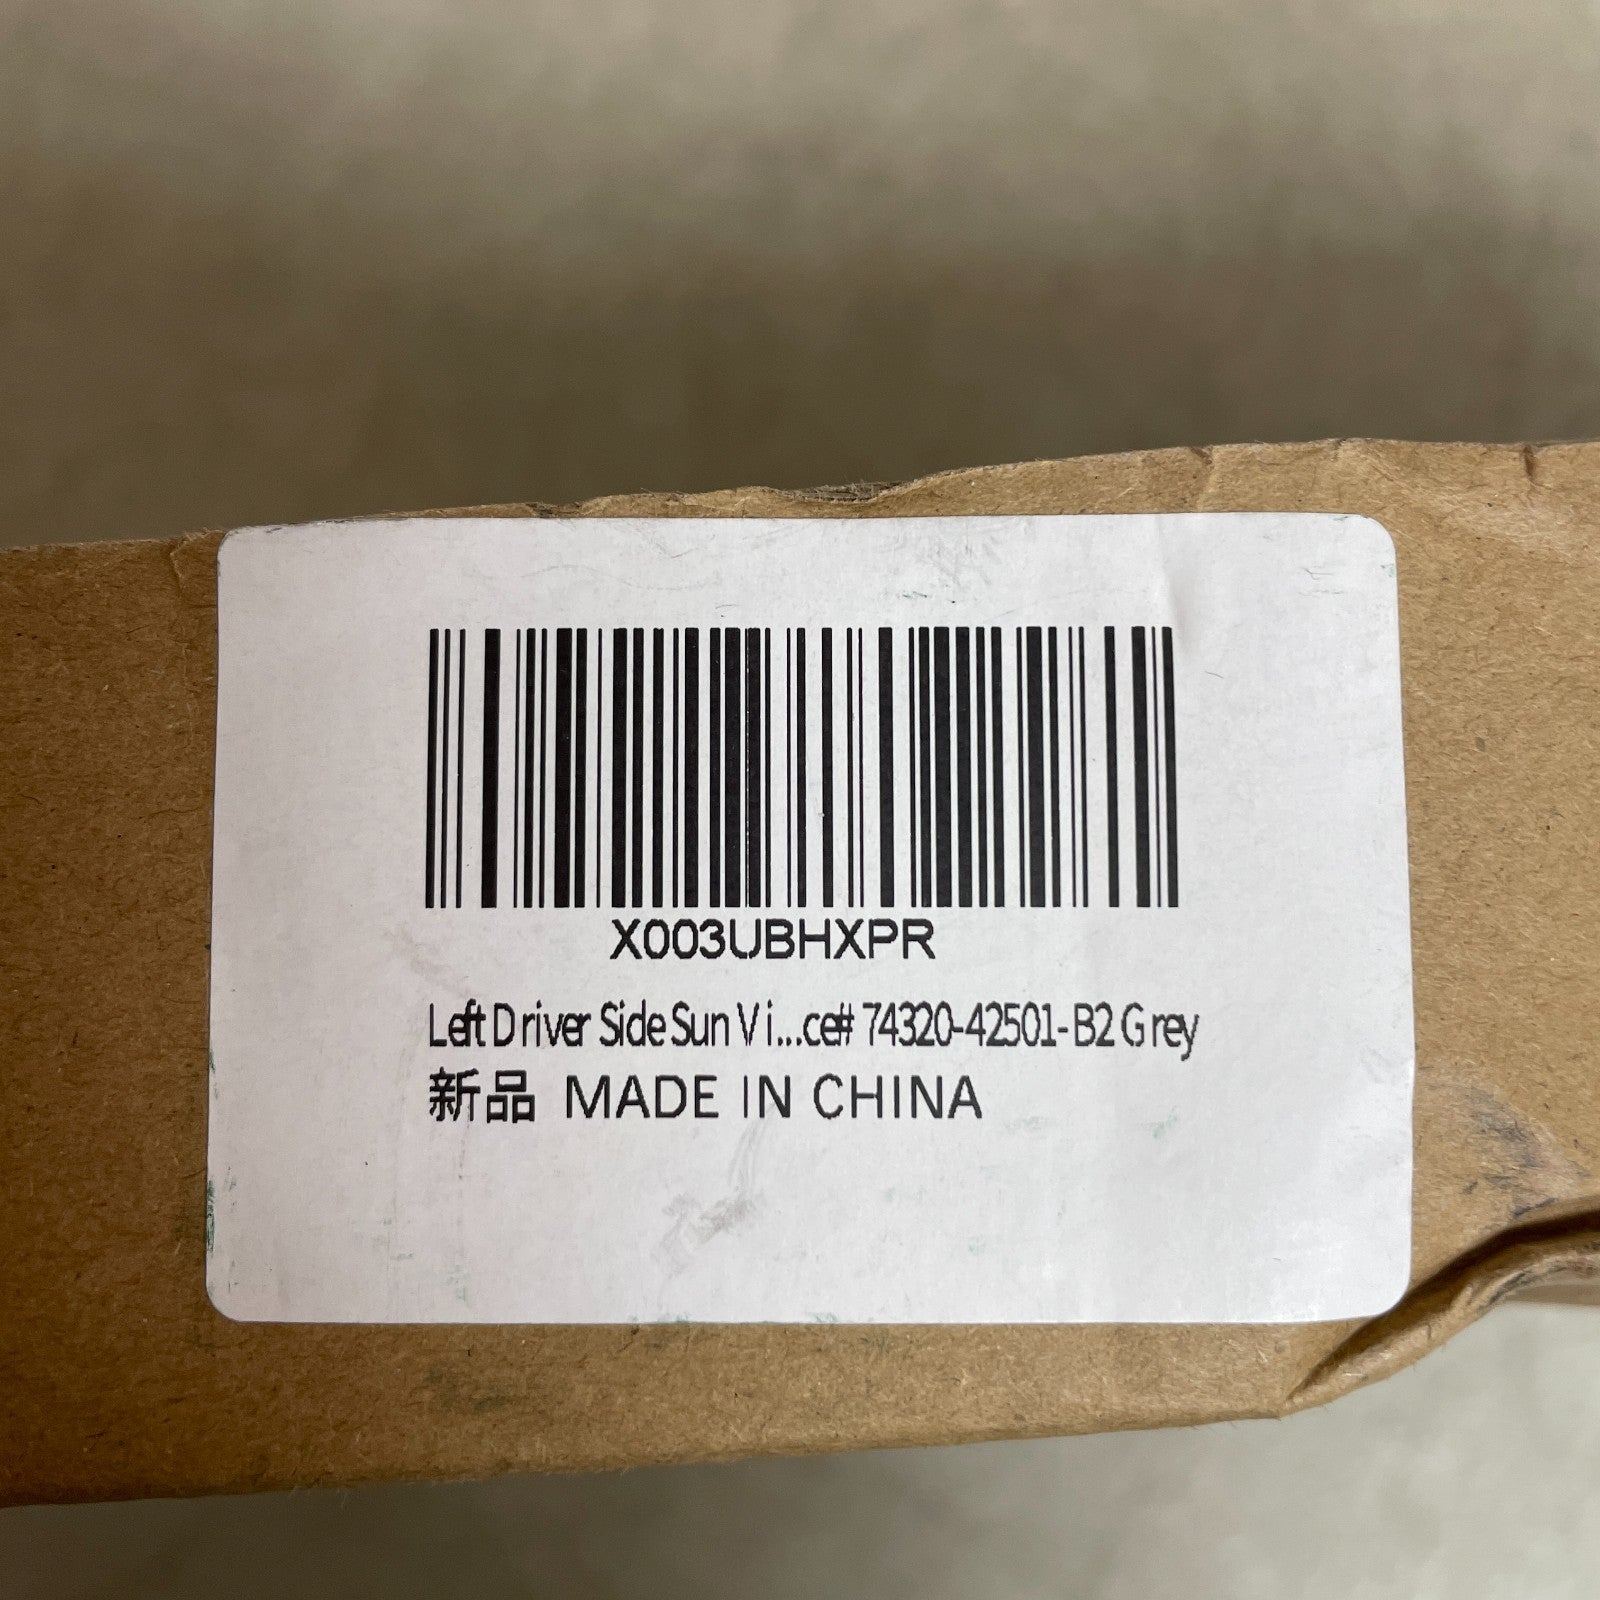 X003UBHXPR
Left Driver Side Sun Vi...ce# 74320-42501-B2 Grey
新品 MADE IN CHINA